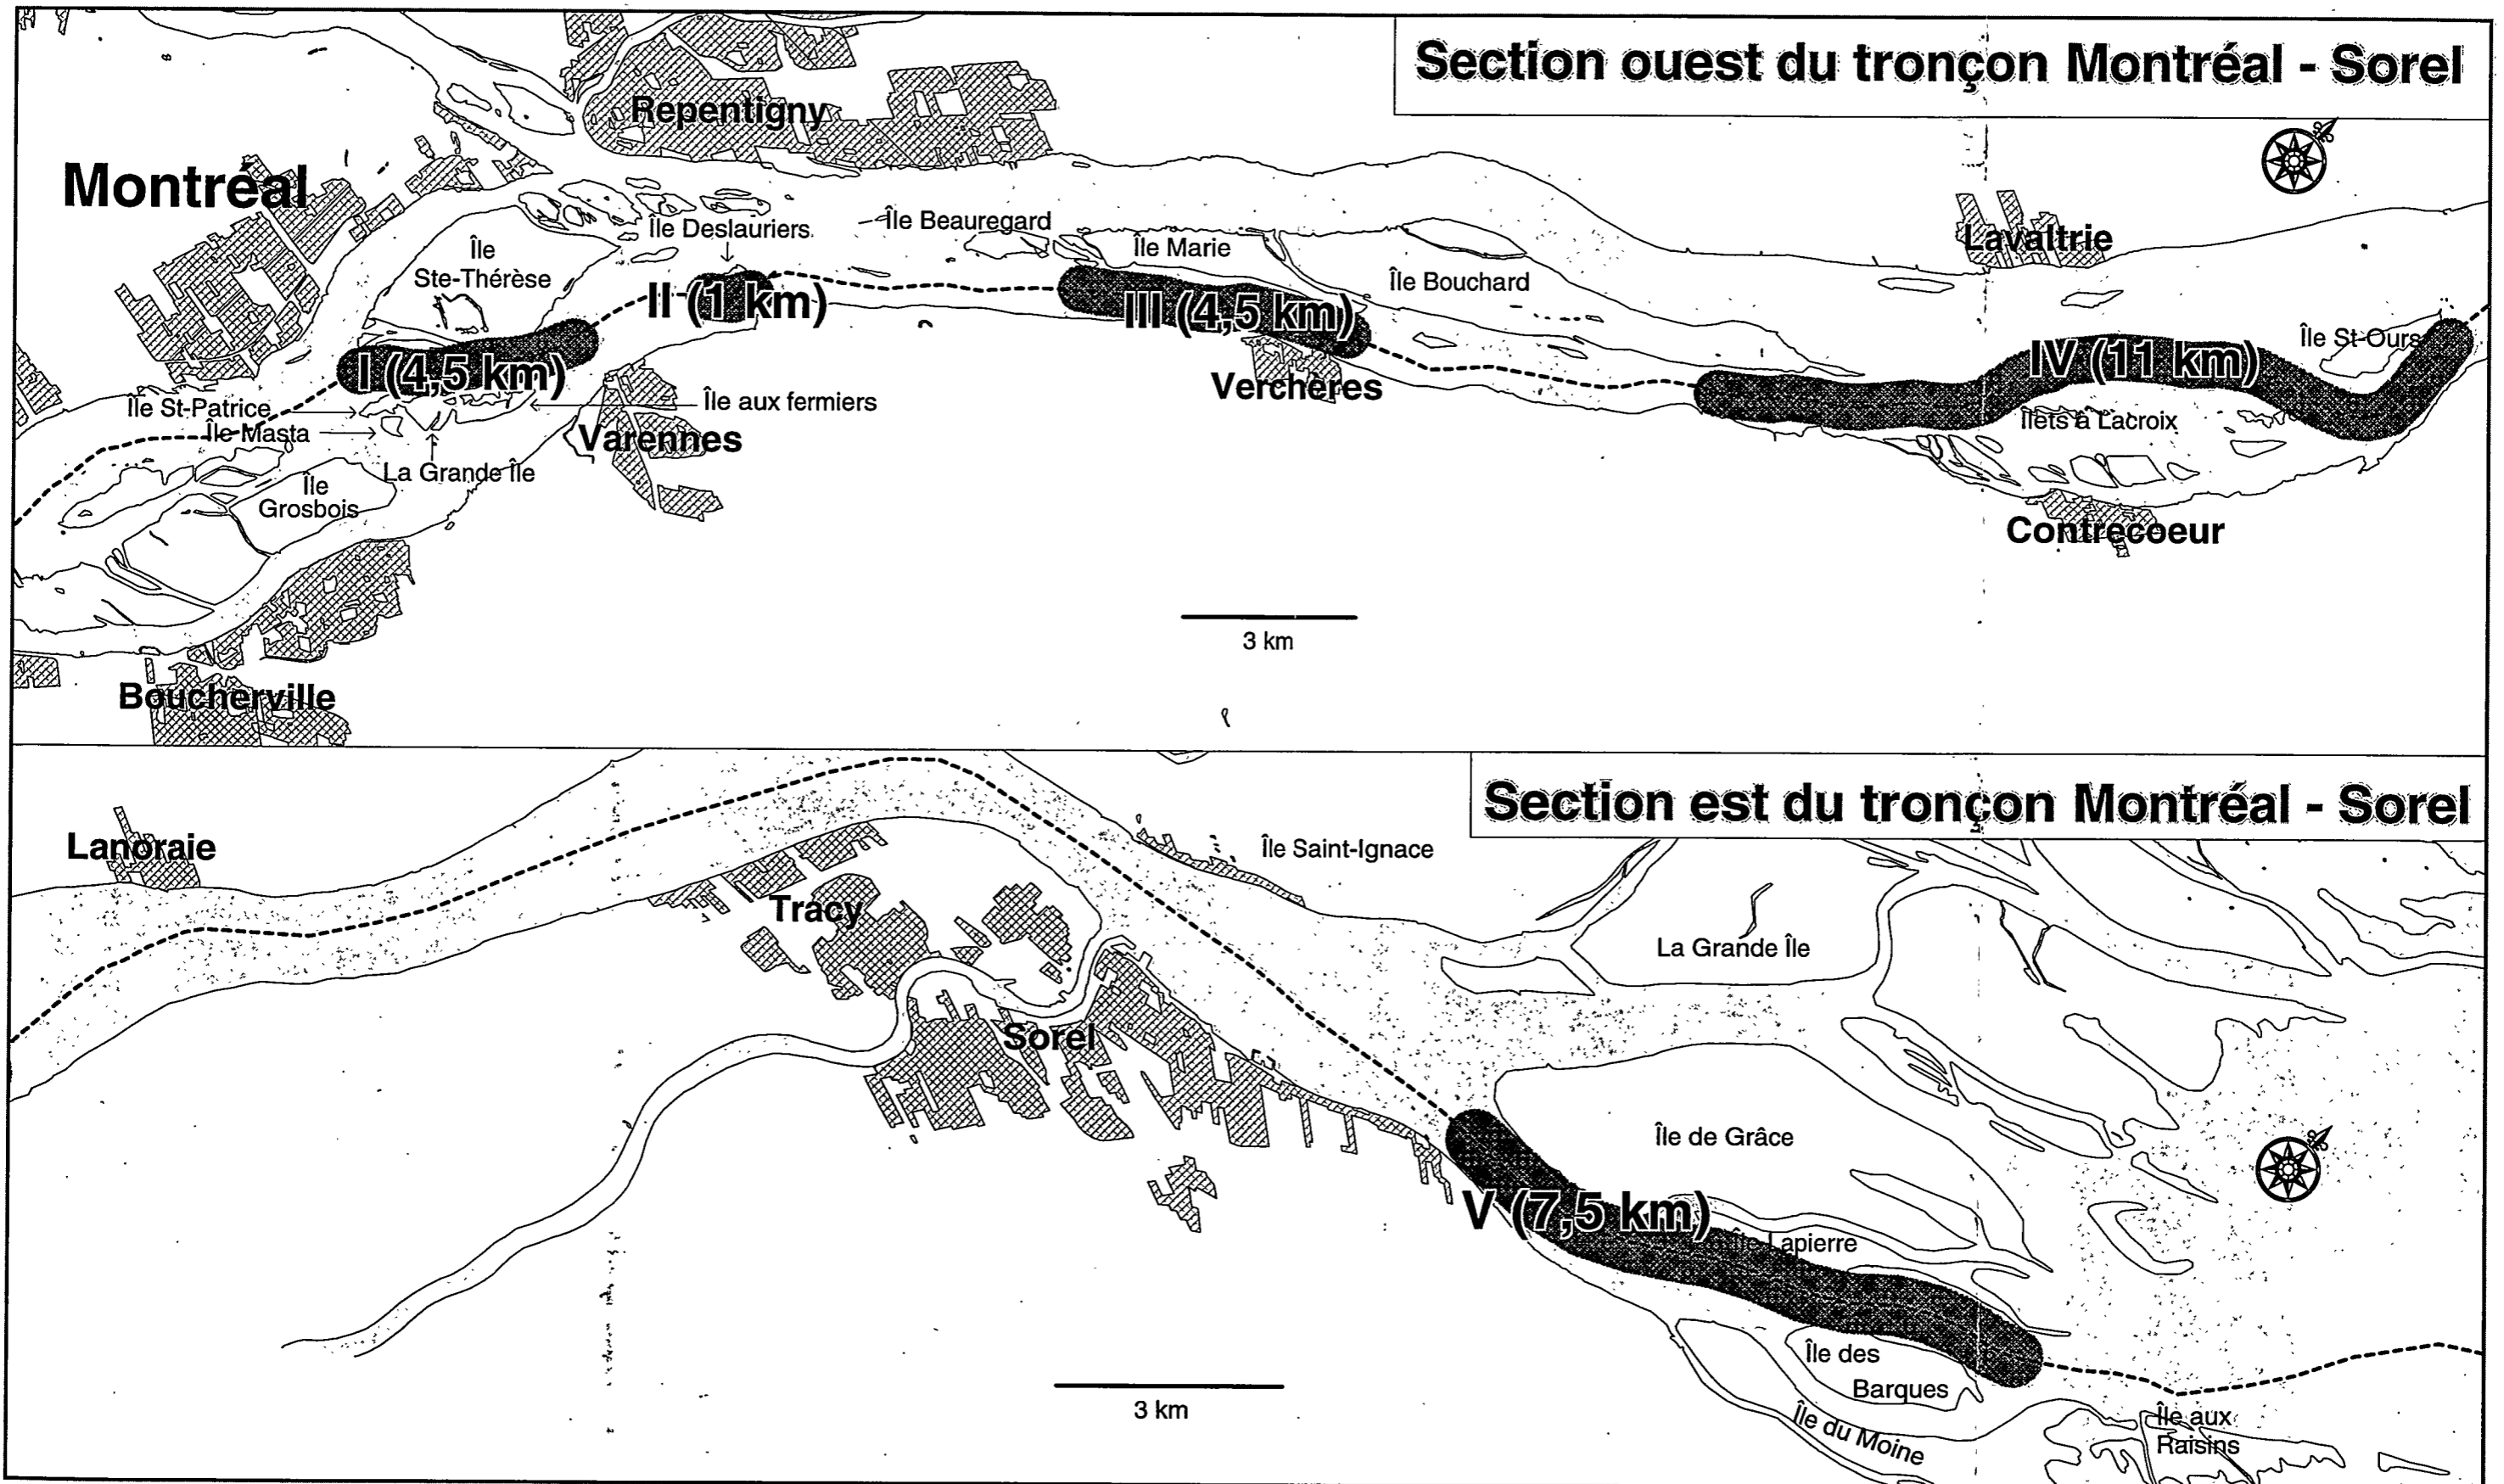 Section ouest du tronçon Montréal - Sorel
Repentigny
Montréal
Île Deslauriers
Île Beauregard
Île Marie
Île
Ste-Thérèse
Île Bouchard
Lavaltrie
II (1 km)
III (4,5 km)
IV (11 km)
Île St-Ours
I (4,5 km)
Verchères
Île St-Patrice
Île aux fermiers
Île Masta
Varennes
Îlets à Lacroix
La Grande Île
Île
Grosbois
Contrecoeur
3 km
Boucherville
Section est du tronçon Montréal - Sorel
Lanoraie
Île Saint-Ignace
Tracy
La Grande Île
Sorel
Île de Grâce
V (7,5 km)
Île Lapierre
Île des
Barques
3 km
Île du Moine
Île aux
Raisins